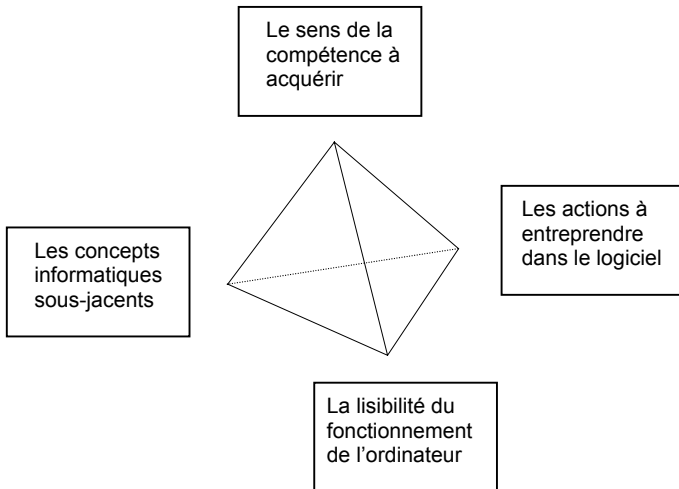 Le sens de la
compétence à
acquérir
Les actions à
entreprendre
dans le logiciel
Les concepts
informatiques
sous-jacents
La lisibilité du
fonctionnement
de l’ordinateur